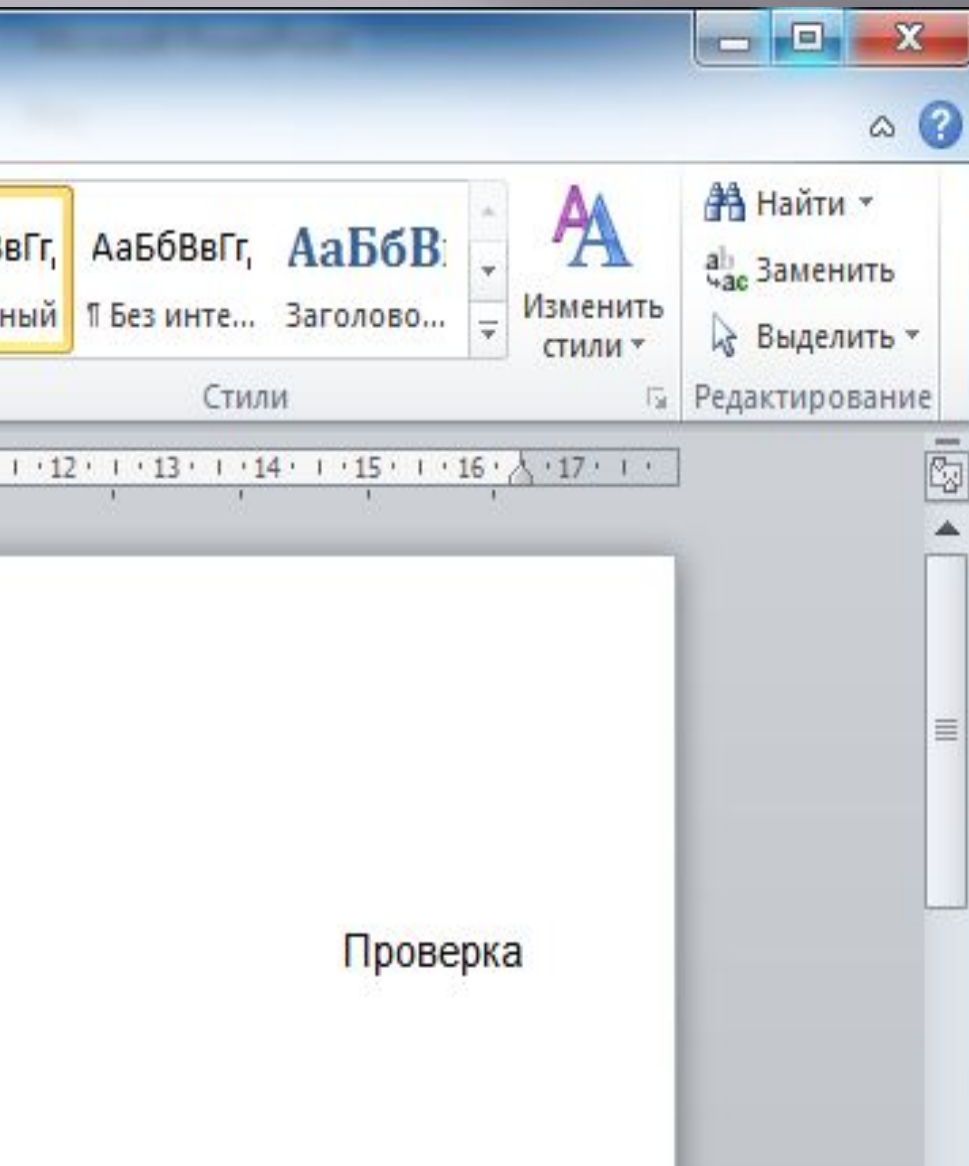 ?
Найти
АаБбВвГг, АаБбВ
Заменить
ный ¶ Без инте... Заголово... Изменить стили
Выделить
Стили
Редактирование
12 13 14 15 16 17
Проверка